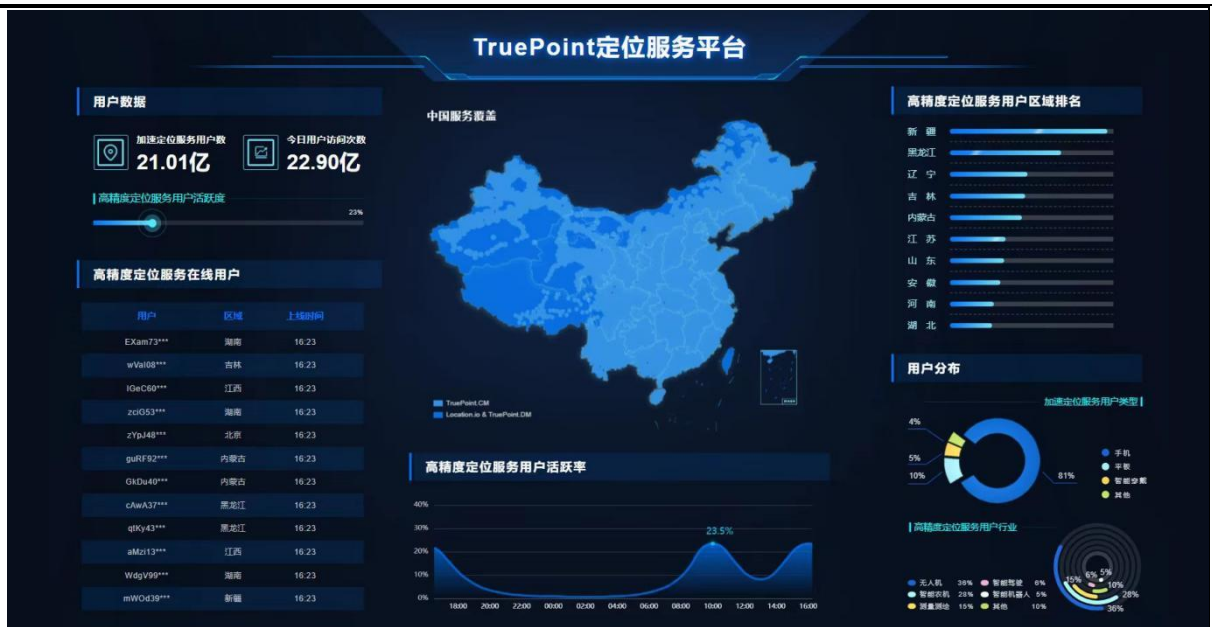 TruePoint定位服务平台
用户数据
加速定位服务用户数
21.01亿
今日用户访问次数
22.90亿
高精度定位服务用户活跃度
23%
高精度定位服务在线用户
用户 区域 上线时间
EXam73*** 湖南 16:23
wVal08*** 吉林 16:23
IGeC60*** 江西 16:23
zciG53*** 湖南 16:23
zYpJ48*** 北京 16:23
guRF92*** 内蒙古 16:23
GkDu40*** 内蒙古 16:23
cAwA37*** 黑龙江 16:23
qtKy43*** 黑龙江 16:23
aMzi13*** 江西 16:23
WdgV99*** 湖南 16:23
mWOd39*** 新疆 16:23
中国服务覆盖
TruePoint.CM
Location.io & TruePoint.DM
高精度定位服务用户活跃率
40%
30%
20%
10%
0%
23.5%
18:00 20:00 22:00 00:00 02:00 04:00 06:00 08:00 10:00 12:00 14:00 16:00
高精度定位服务用户区域排名
新 疆
黑龙江
辽 宁
吉 林
内蒙古
江 苏
山 东
安 徽
河 南
湖 北
用户分布
加速定位服务用户类型
4%
5%
10%
81%
手机
平板
智能穿戴
其他
高精度定位服务用户行业
无人机 36% 智能驾驶 6%
智能农机 28% 智能机器人 5%
测量测绘 15% 其他 10%
15% 6% 5%
10%
28%
36%